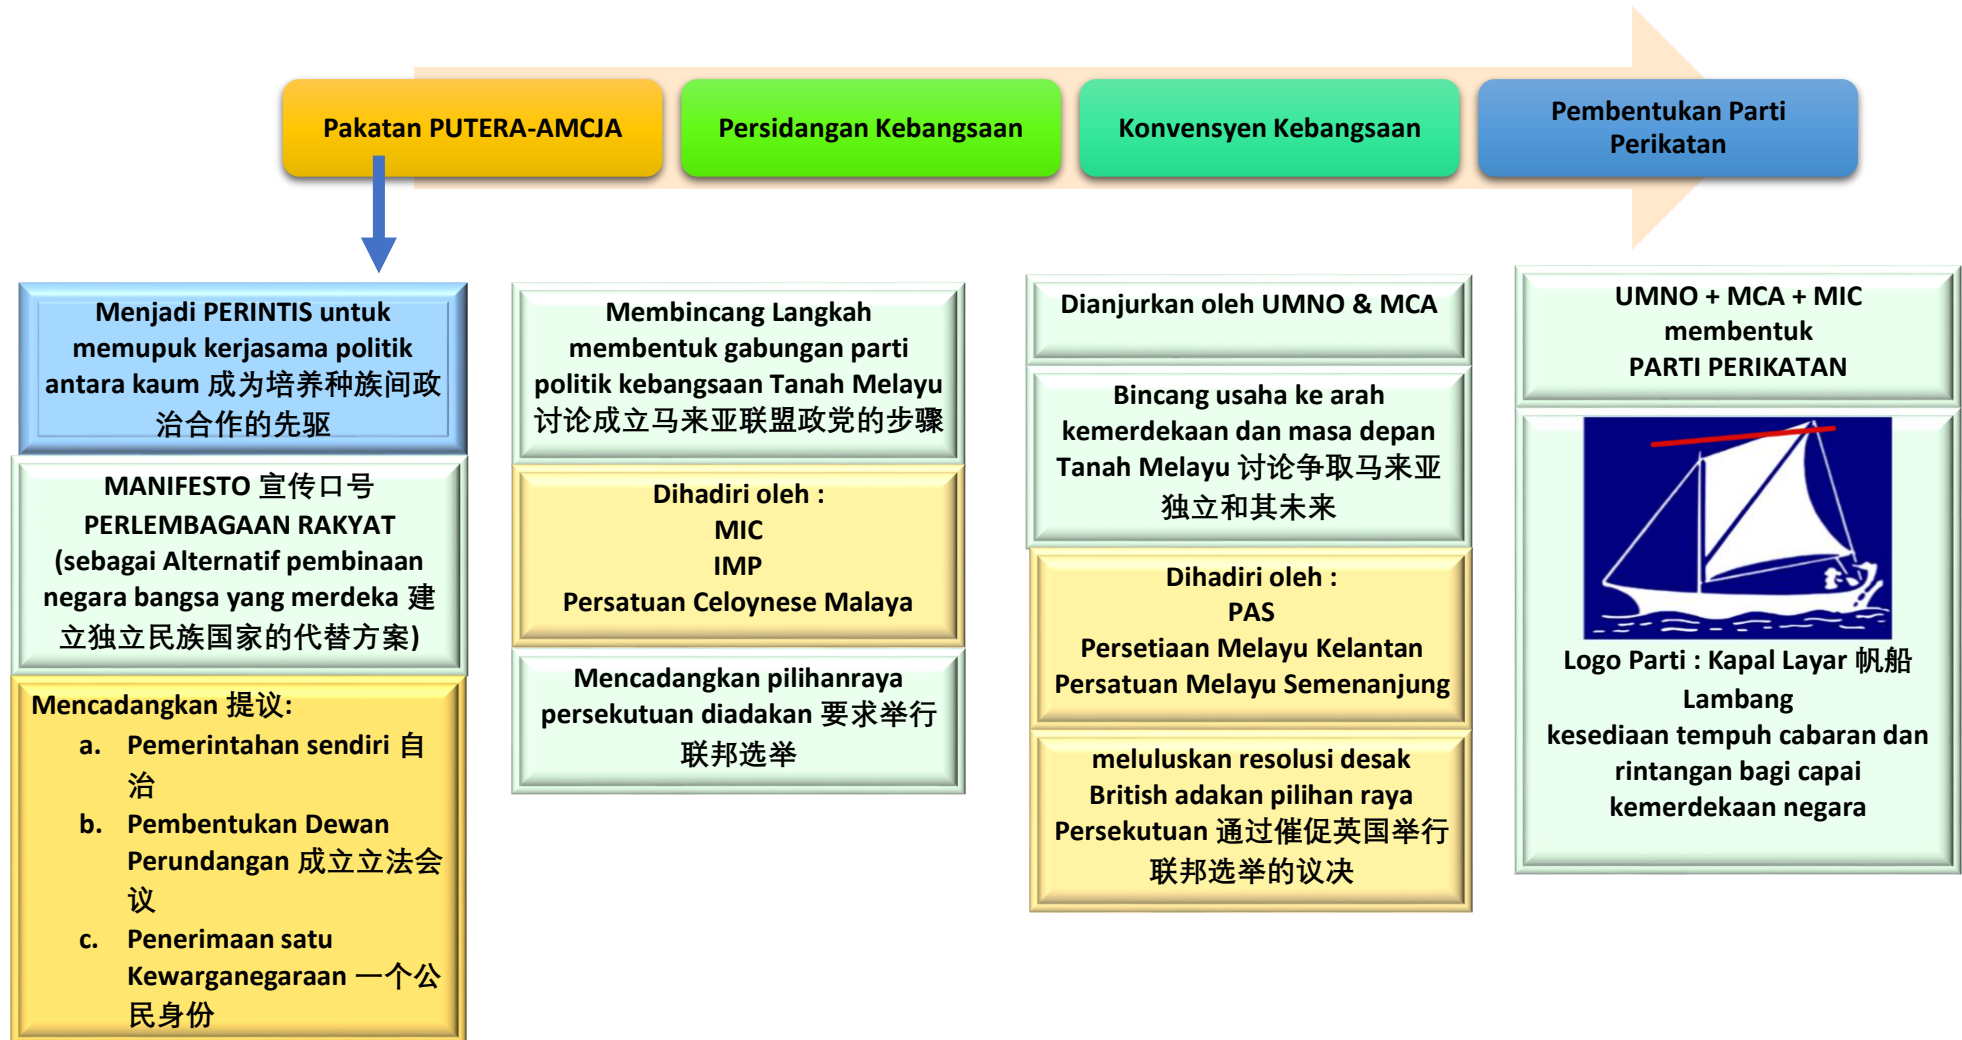 Pakatan PUTERA-AMCJA
Persidangan Kebangsaan
Konvensyen Kebangsaan
Pembentukan Parti
Perikatan
Menjadi PERINTIS untuk
memupuk kerjasama politik
antara kaum 成为培养种族间政
治合作的先驱
MANIFESTO 宣传口号
PERLEMBAGAAN RAKYAT
(sebagai Alternatif pembinaan
negara bangsa yang merdeka 建
立独立民族国家的代替方案)
Mencadangkan 提议:
a. Pemerintahan sendiri 自
治
b. Pembentukan Dewan
Perundangan 成立立法会
议
c. Penerimaan satu
Kewarganegaraan 一个公
民身份
Membincang Langkah
membentuk gabungan parti
politik kebangsaan Tanah Melayu
讨论成立马来亚联盟政党的步骤
Dihadiri oleh :
MIC
IMP
Persatuan Celoynese Malaya
Mencadangkan pilihanraya
persekutuan diadakan 要求举行
联邦选举
Dianjurkan oleh UMNO & MCA
Bincang usaha ke arah
kemerdekaan dan masa depan
Tanah Melayu 讨论争取马来亚
独立和其未来
Dihadiri oleh :
PAS
Persetiaan Melayu Kelantan
Persatuan Melayu Semenanjung
meluluskan resolusi desak
British adakan pilihan raya
Persekutuan 通过催促英国举行
联邦选举的议决
UMNO + MCA + MIC
membentuk
PARTI PERIKATAN
Logo Parti : Kapal Layar 帆船
Lambang
kesediaan tempuh cabaran dan
rintangan bagi capai
kemerdekaan negara